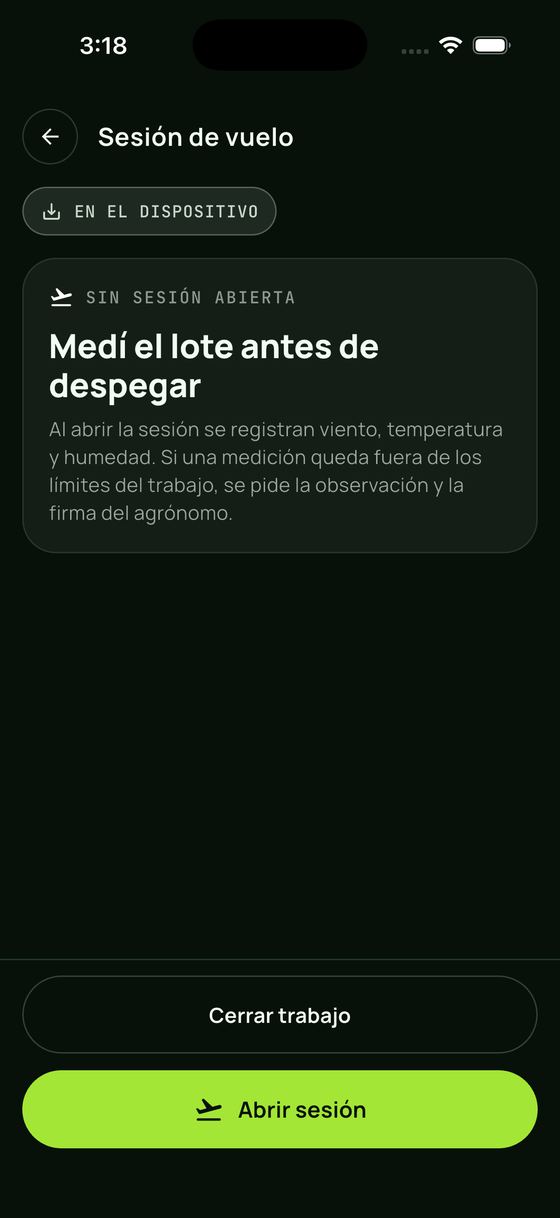 3:18
Sesión de vuelo
EN EL DISPOSITIVO
SIN SESIÓN ABIERTA
Medí el lote antes de
despegar
Al abrir la sesión se registran viento, temperatura
y humedad. Si una medición queda fuera de los
límites del trabajo, se pide la observación y la
firma del agrónomo.
Cerrar trabajo
Abrir sesión